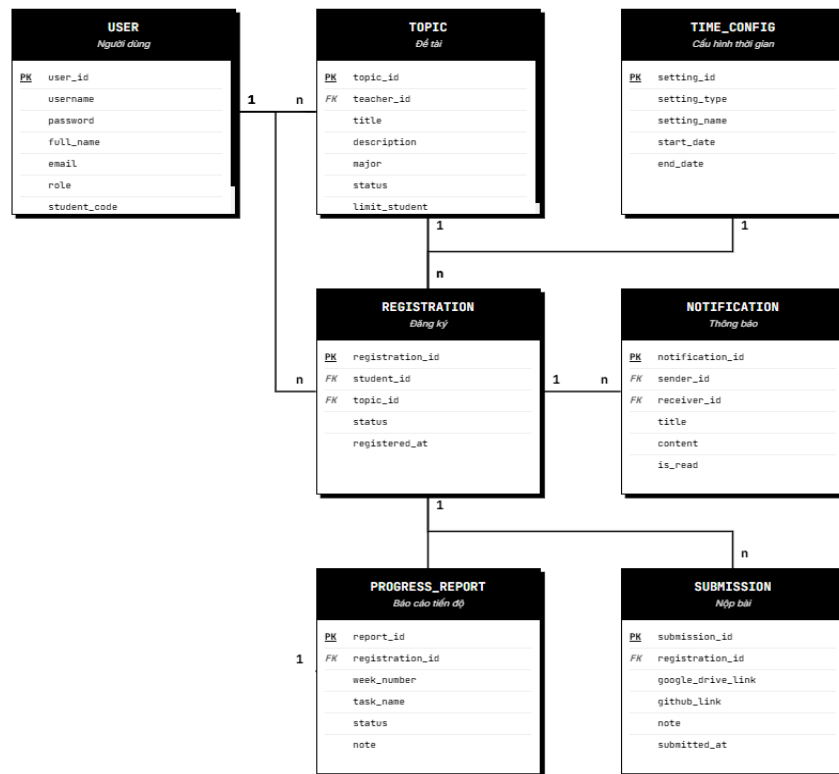 USER
Người dùng
PK user_id
username
password
full_name
email
role
student_code
TOPIC
Đề tài
PK topic_id
FK teacher_id
title
description
major
status
limit_student
TIME_CONFIG
Cấu hình thời gian
PK setting_id
setting_type
setting_name
start_date
end_date
1 n
1
1
n
REGISTRATION
Đăng ký
PK registration_id
FK student_id
FK topic_id
status
registered_at
n
1 n
NOTIFICATION
Thông báo
PK notification_id
FK sender_id
FK receiver_id
title
content
is_read
1
n
PROGRESS_REPORT
Báo cáo tiến độ
PK report_id
FK registration_id
week_number
task_name
status
note
1
SUBMISSION
Nộp bài
PK submission_id
FK registration_id
google_drive_link
github_link
note
submitted_at